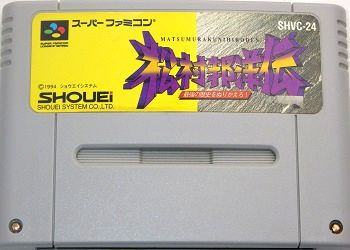 スーパーファミコン
SHVC-24
MATSUMURAKUNIHIRODEN
松村邦洋伝
最強の歴史をぬりかえろ!
©1994 ショウエイシステム
SHOUEi
SHOUEI SYSTEM CO.,LTD.